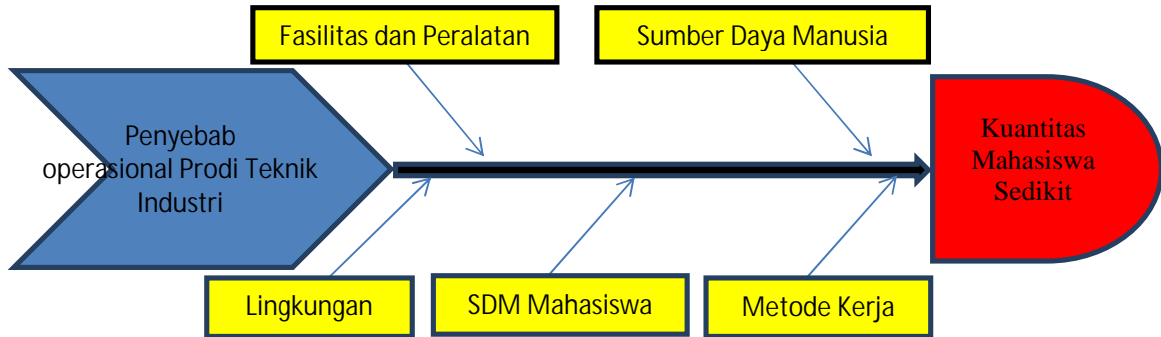 Fasilitas dan Peralatan
Sumber Daya Manusia
Penyebab
operasional Prodi Teknik
Industri
Kuantitas
Mahasiswa
Sedikit
Lingkungan
SDM Mahasiswa
Metode Kerja